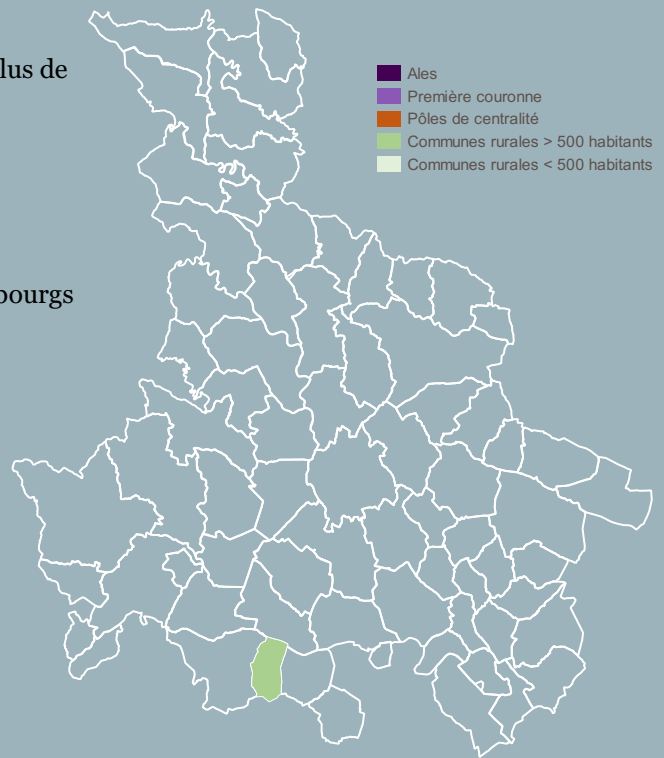 lus de
bourgs
Ales
Première couronne
Pôles de centralité
Communes rurales > 500 habitants
Communes rurales < 500 habitants